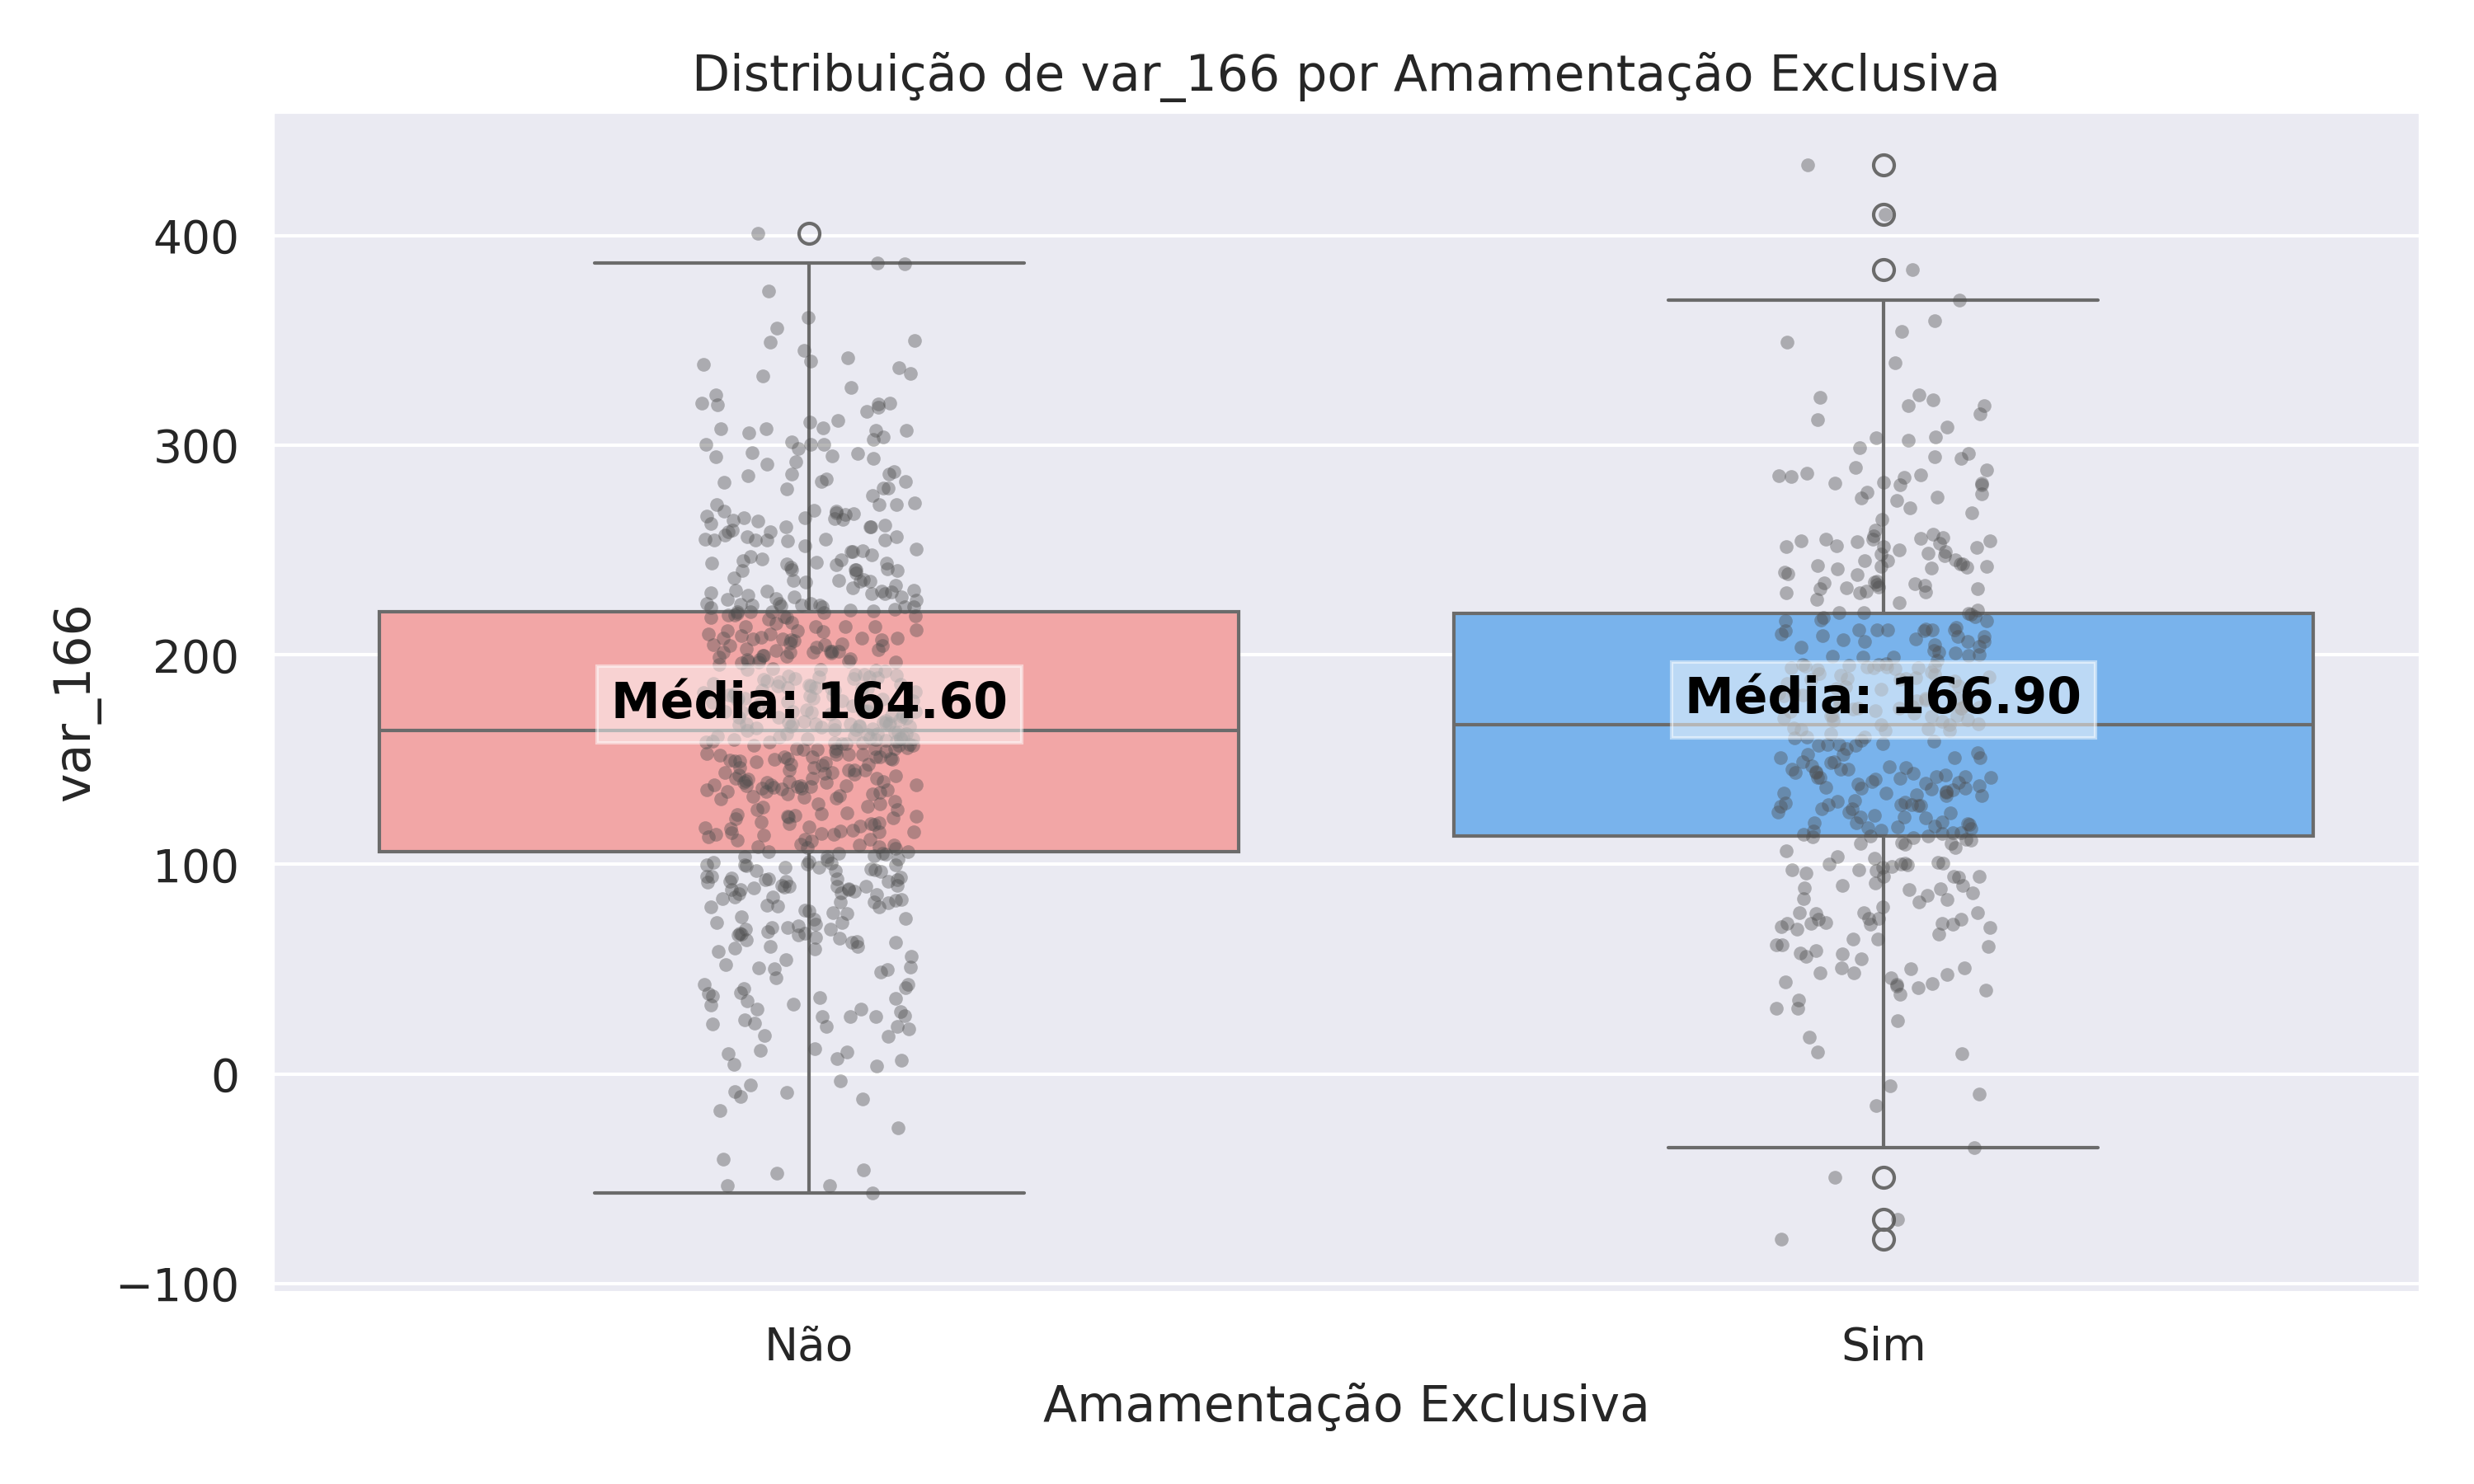 Distribuição de var_166 por Amamentação Exclusiva
var_166
400
300
200
100
0
−100
Média: 164.60
Média: 166.90
Não
Sim
Amamentação Exclusiva